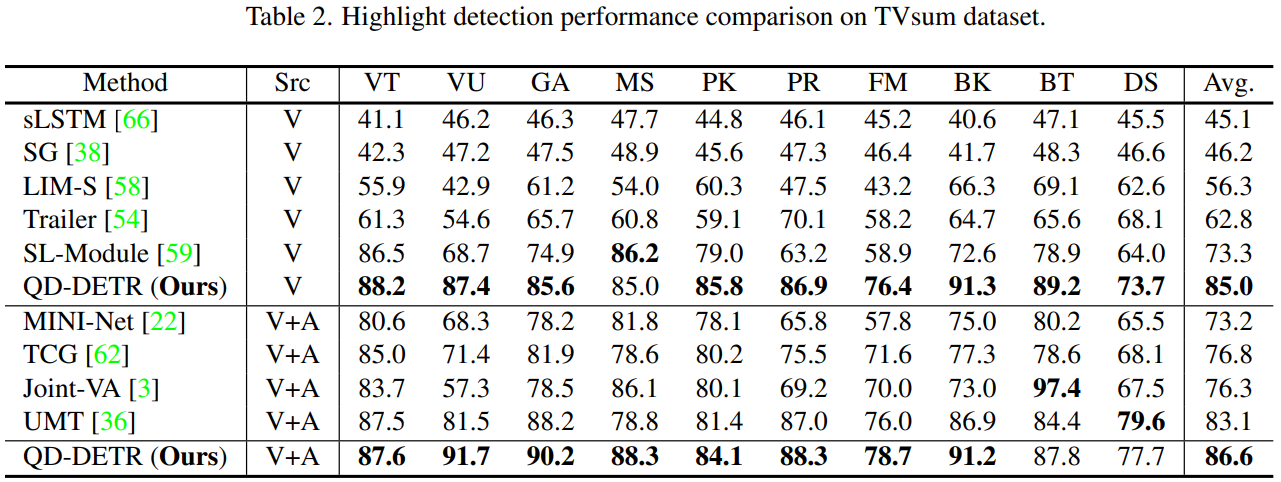 Table 2. Highlight detection performance comparison on TVsum dataset.
Method Src VT VU GA MS PK PR FM BK BT DS Avg.
sLSTM [66] V 41.1 46.2 46.3 47.7 44.8 46.1 45.2 40.6 47.1 45.5 45.1
SG [38] V 42.3 47.2 47.5 48.9 45.6 47.3 46.4 41.7 48.3 46.6 46.2
LIM-S [58] V 55.9 42.9 61.2 54.0 60.3 47.5 43.2 66.3 69.1 62.6 56.3
Trailer [54] V 61.3 54.6 65.7 60.8 59.1 70.1 58.2 64.7 65.6 68.1 62.8
SL-Module [59] V 86.5 68.7 74.9 86.2 79.0 63.2 58.9 72.6 78.9 64.0 73.3
QD-DETR (Ours) V 88.2 87.4 85.6 85.0 85.8 86.9 76.4 91.3 89.2 73.7 85.0
MINI-Net [22] V+A 80.6 68.3 78.2 81.8 78.1 65.8 57.8 75.0 80.2 65.5 73.2
TCG [62] V+A 85.0 71.4 81.9 78.6 80.2 75.5 71.6 77.3 78.6 68.1 76.8
Joint-VA [3] V+A 83.7 57.3 78.5 86.1 80.1 69.2 70.0 73.0 97.4 67.5 76.3
UMT [36] V+A 87.5 81.5 88.2 78.8 81.4 87.0 76.0 86.9 84.4 79.6 83.1
QD-DETR (Ours) V+A 87.6 91.7 90.2 88.3 84.1 88.3 78.7 91.2 87.8 77.7 86.6